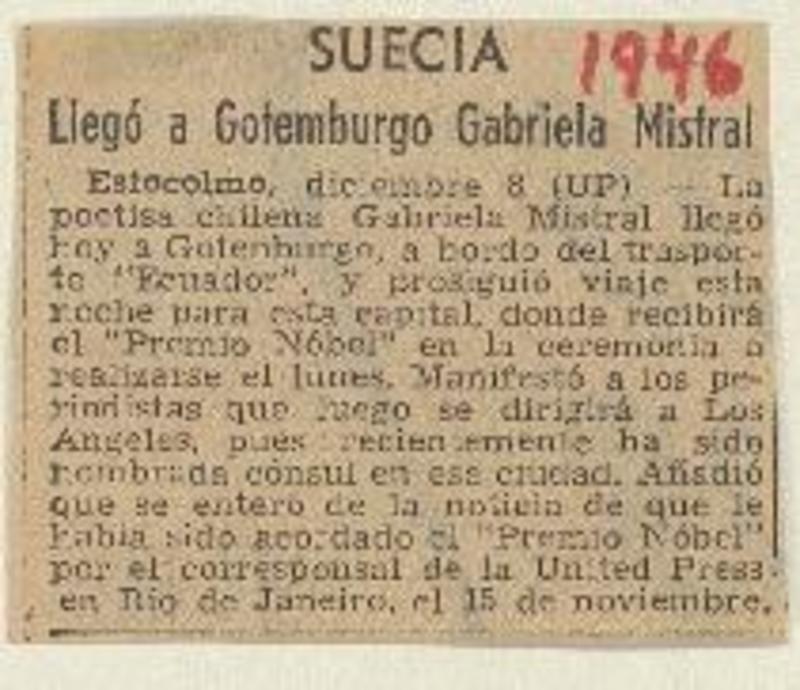 SUECIA 1946
Llegó a Gotemburgo Gabriela Mistral
Estocolmo, diciembre 8 (UP) — La
poetisa chilena Gabriela Mistral llegó
hoy a Gotenburgo, a bordo del traspor-
te "Ecuador", y prosiguió viaje esta
noche para esta capital, donde recibirá
el "Premio Nóbel" en la ceremonia a
realizarse el lunes. Manifestó a los pe-
riodistas que luego se dirigirá a Los
Angeles, pues recientemente ha sido
nombrada cónsul en esa ciudad. Añadió
que se enteró de la noticia de que le
había sido acordado el "Premio Nóbel"
por el corresponsal de la United Press
en Río de Janeiro, el 15 de noviembre.